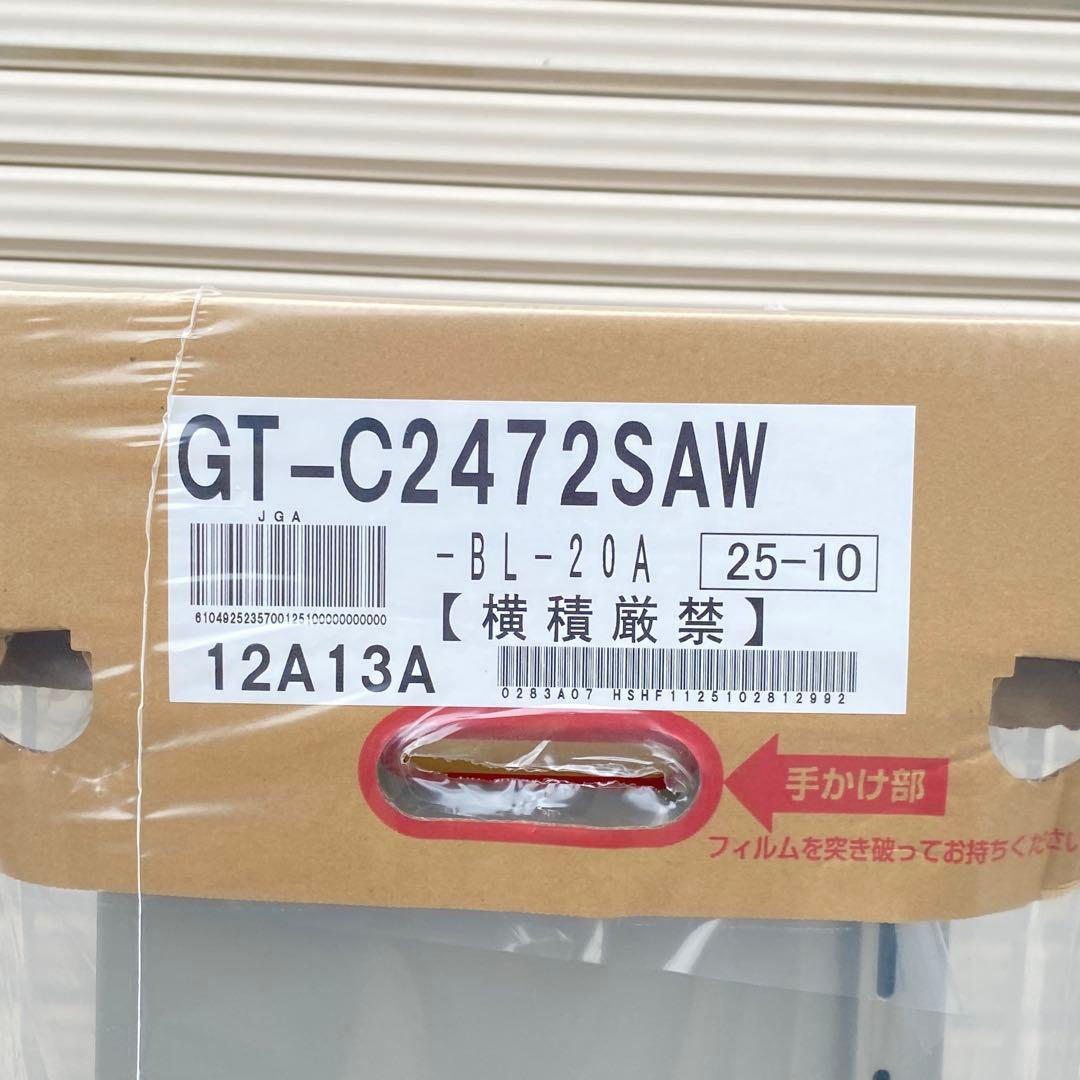 GT-C2472SAW
JGA
-BL-20A 25-10
6104925235700125100000000000
【横積厳禁】
12A13A
0283A07 HSHF1125102812992
手かけ部
フィルムを突き破ってお持ちください